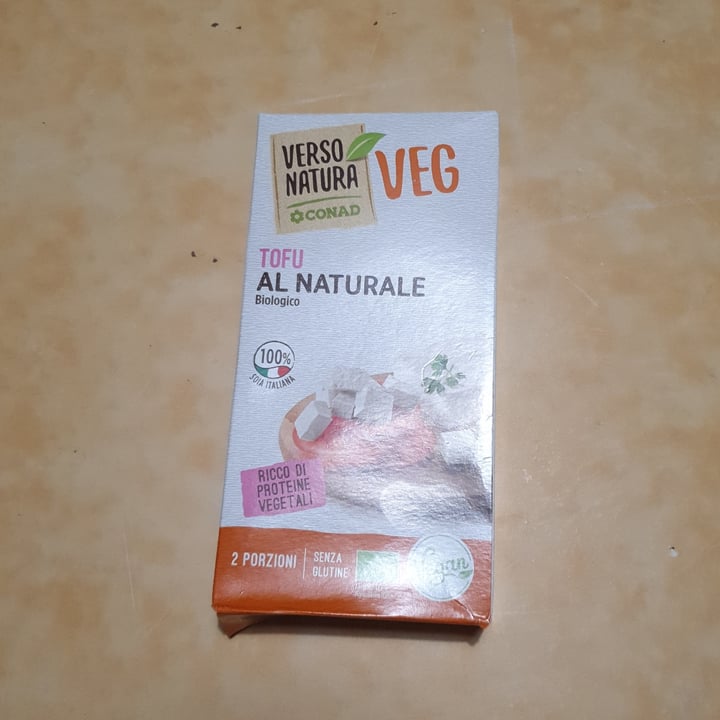 VERSO
NATURA
CONAD
VEG
TOFU
AL NATURALE
Biologico
100%
SOIA ITALIANA
RICCO DI
PROTEINE
VEGETALI
2 PORZIONI
SENZA
GLUTINE
Vegan